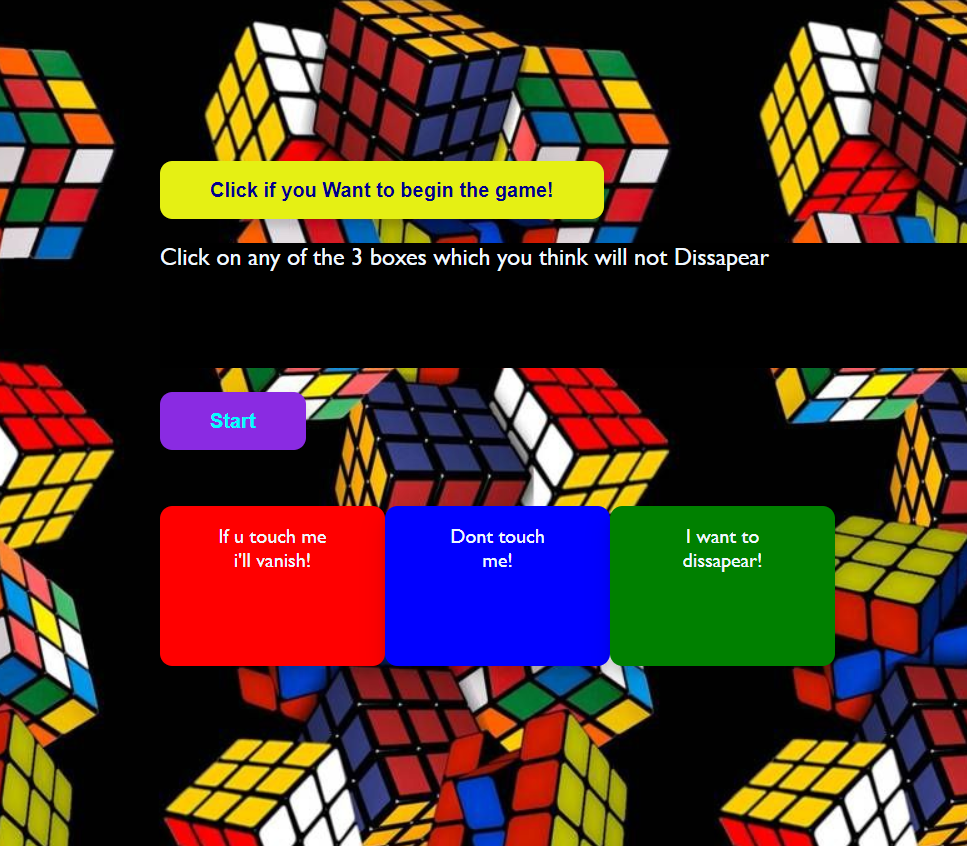 Click if you Want to begin the game!
Click on any of the 3 boxes which you think will not Dissapear
Start
If u touch me
i'll vanish!
Dont touch
me!
I want to
dissapear!